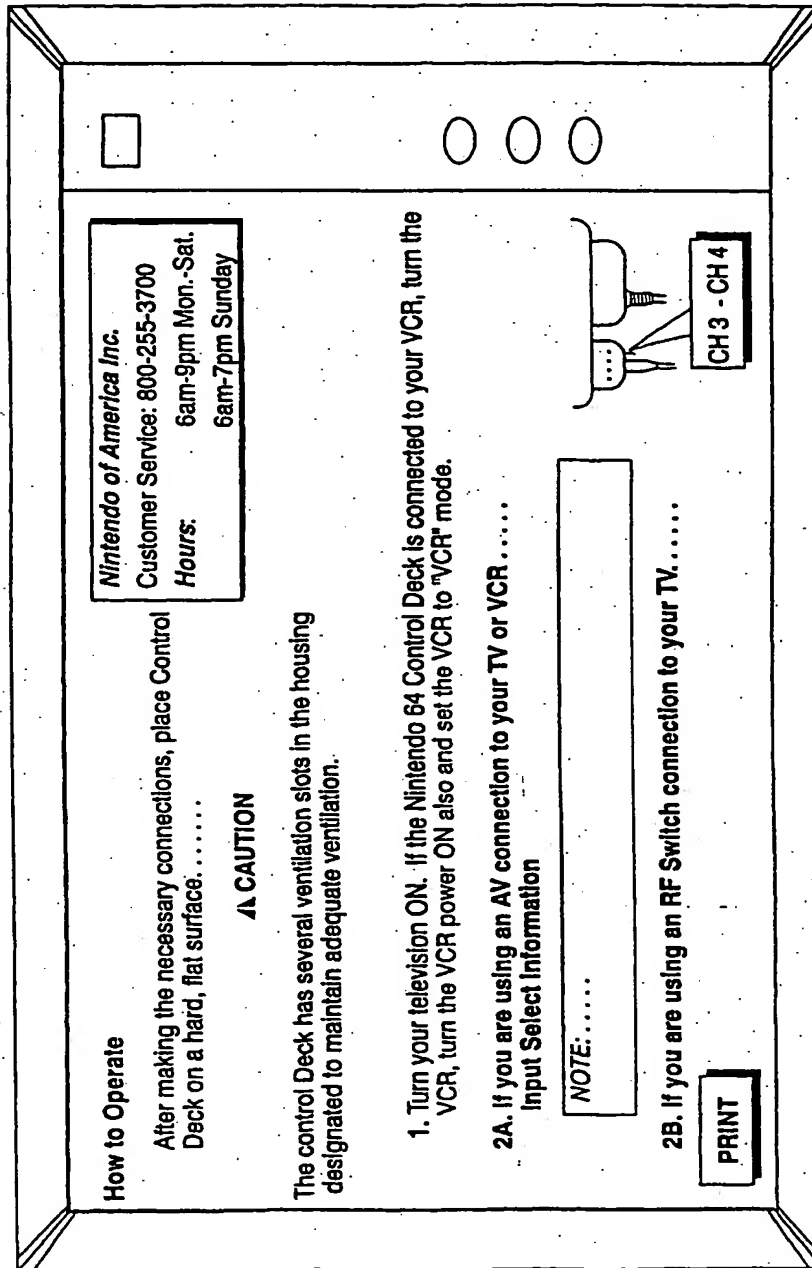 How to Operate
After making the necessary connections, place Control
Deck on a hard, flat surface.......
Nintendo of America Inc.
Customer Service: 800-255-3700
Hours: 6am-9pm Mon.-Sat.
6am-7pm Sunday
⚠ CAUTION
The control Deck has several ventilation slots in the housing
designated to maintain adequate ventilation.
1. Turn your television ON. If the Nintendo 64 Control Deck is connected to your VCR, turn the
VCR, turn the VCR power ON also and set the VCR to "VCR" mode.
2A. If you are using an AV connection to your TV or VCR.....
Input Select Information
NOTE:......
CH 3 - CH 4
2B. If you are using an RF Switch connection to your TV......
PRINT